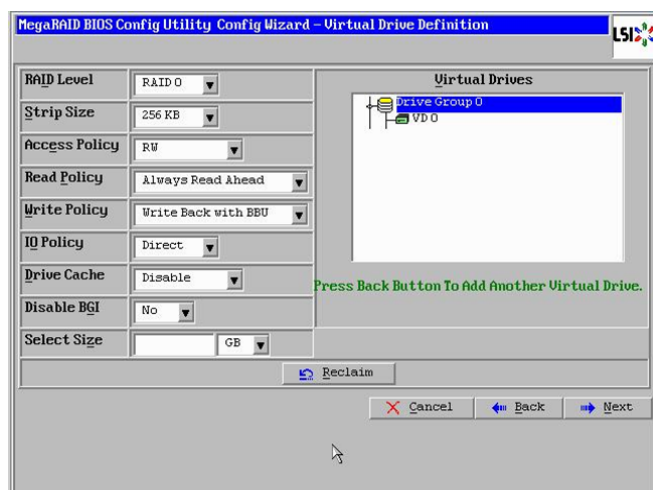 MegaRAID BIOS Config Utility Config Wizard – Virtual Drive Definition
LSI
RAID Level RAID 0
Strip Size 256 KB
Access Policy RW
Read Policy Always Read Ahead
Write Policy Write Back with BBU
IO Policy Direct
Drive Cache Disable
Disable BGI No
Select Size GB
Virtual Drives
Drive Group 0
VD 0
Press Back Button To Add Another Virtual Drive.
Reclaim
Cancel Back Next